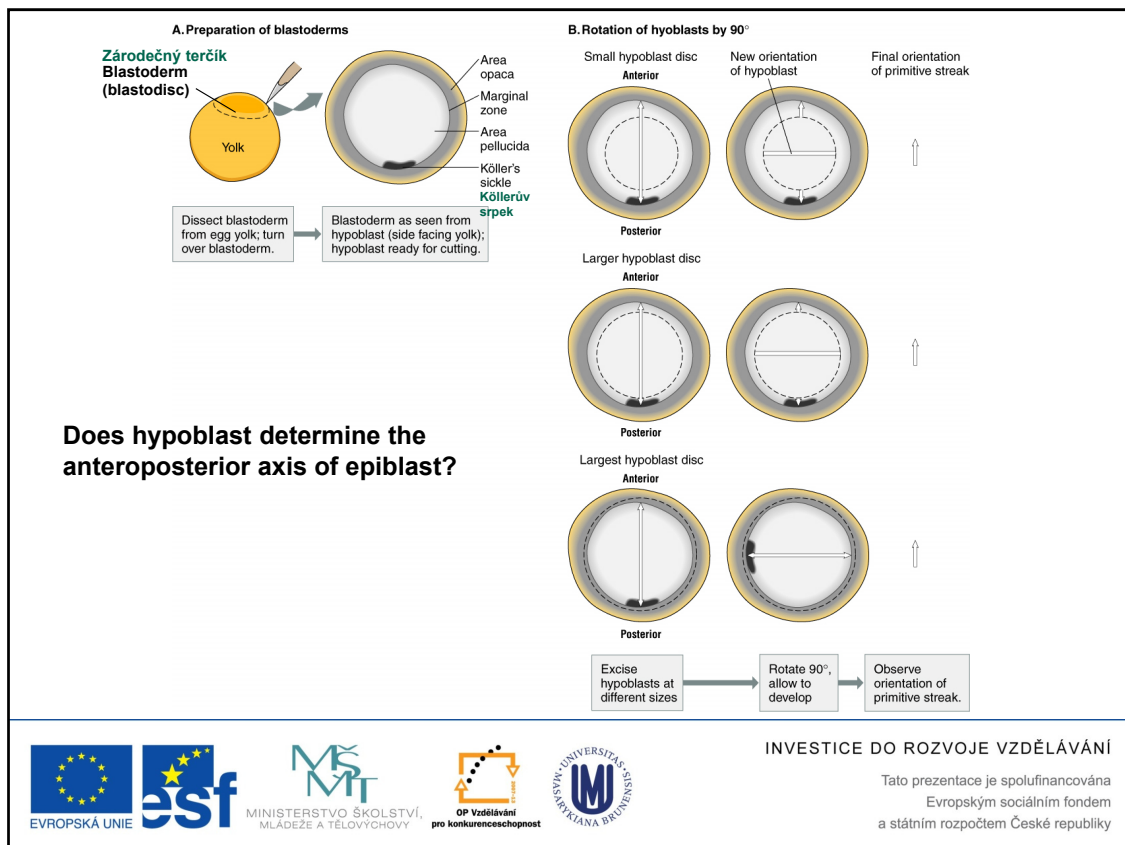 A. Preparation of blastoderms
Zárodečný terčík
Blastoderm
(blastodisc)
Yolk
Area
opaca
Marginal
zone
Area
pellucida
Köller's
sickle
Köllerův
srpek
Dissect blastoderm
from egg yolk; turn
over blastoderm.
Blastoderm as seen from
hypoblast (side facing yolk);
hypoblast ready for cutting.
Does hypoblast determine the
anteroposterior axis of epiblast?
B. Rotation of hyoblasts by 90°
Small hypoblast disc
Anterior
New orientation
of hypoblast
Final orientation
of primitive streak
Posterior
Larger hypoblast disc
Anterior
Posterior
Largest hypoblast disc
Anterior
Posterior
Excise
hypoblasts at
different sizes
Rotate 90°,
allow to
develop
Observe
orientation of
primitive streak.
EVROPSKÁ UNIE
esf
MŠMT
MINISTERSTVO ŠKOLSTVÍ,
MLÁDEŽE A TĚLOVÝCHOVY
2007-13
OP Vzdělávání
pro konkurenceschopnost
UNIVERSITAS MASARYKIANA BRUNENSIS
INVESTICE DO ROZVOJE VZDĚLÁVÁNÍ
Tato prezentace je spolufinancována
Evropským sociálním fondem
a státním rozpočtem České republiky